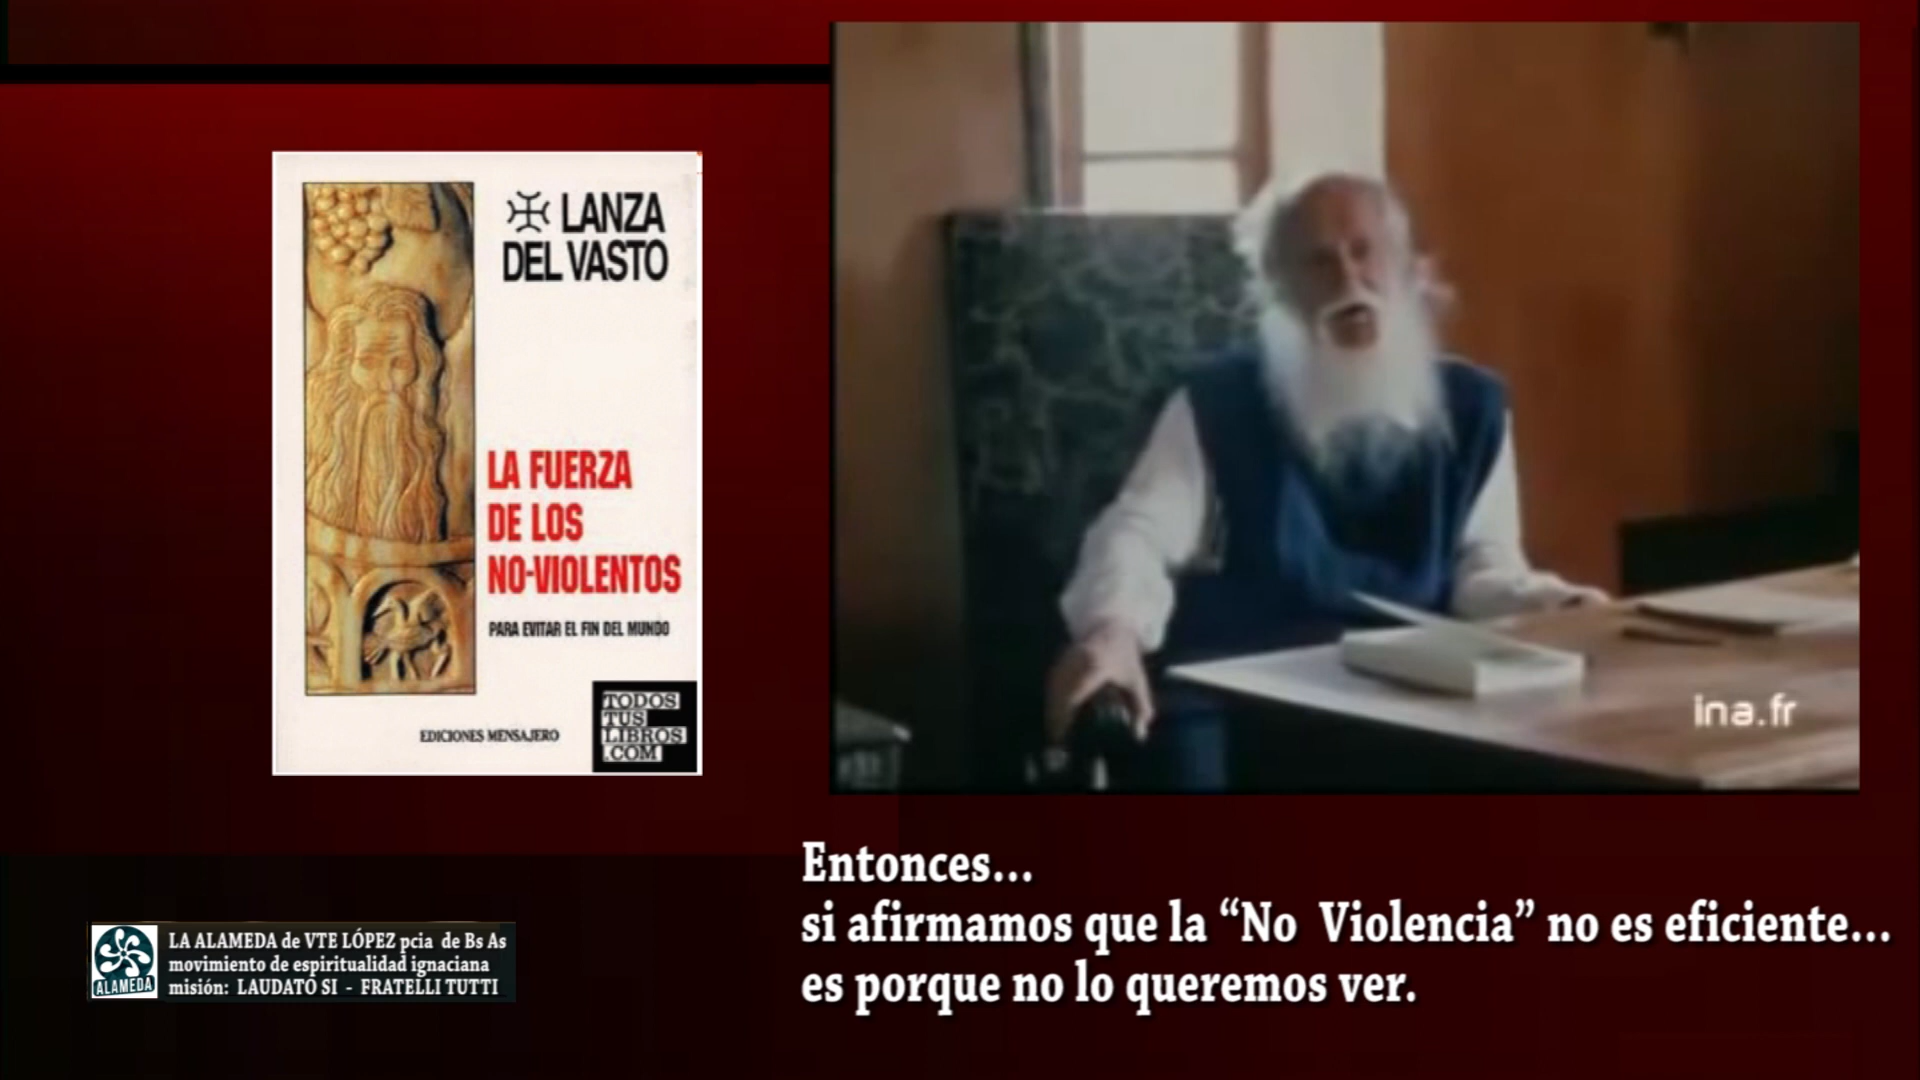 LANZA
DEL VASTO
LA FUERZA
DE LOS
NO-VIOLENTOS
PARA EVITAR EL FIN DEL MUNDO
EDICIONES MENSAJERO
TODOS
TUS
LIBROS
.COM
ina.fr
Entonces...
si afirmamos que la “No Violencia” no es eficiente...
es porque no lo queremos ver.
ALAMEDA
LA ALAMEDA de VTE LÓPEZ pcia de Bs As
movimiento de espiritualidad ignaciana
misión: LAUDATO SI - FRATELLI TUTTI